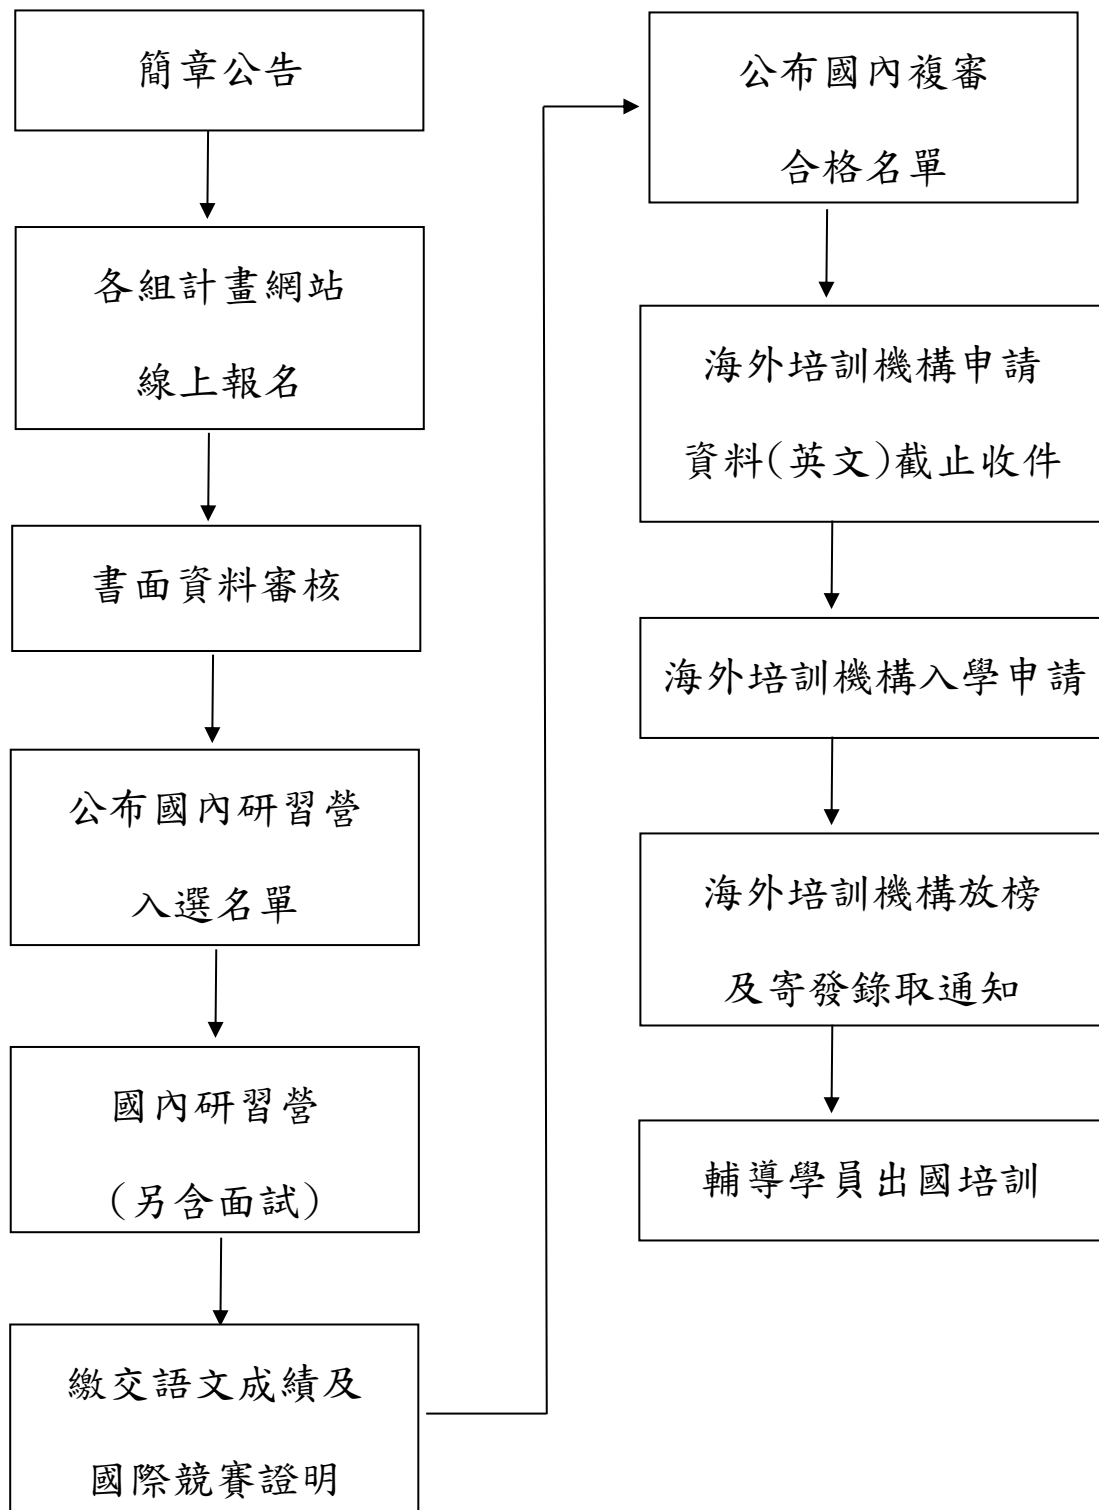 簡章公告
各組計畫網站
線上報名
書面資料審核
公布國內研習營
入選名單
國內研習營
(另含面試)
繳交語文成績及
國際競賽證明
公布國內複審
合格名單
海外培訓機構申請
資料(英文)截止收件
海外培訓機構入學申請
海外培訓機構放榜
及寄發錄取通知
輔導學員出國培訓